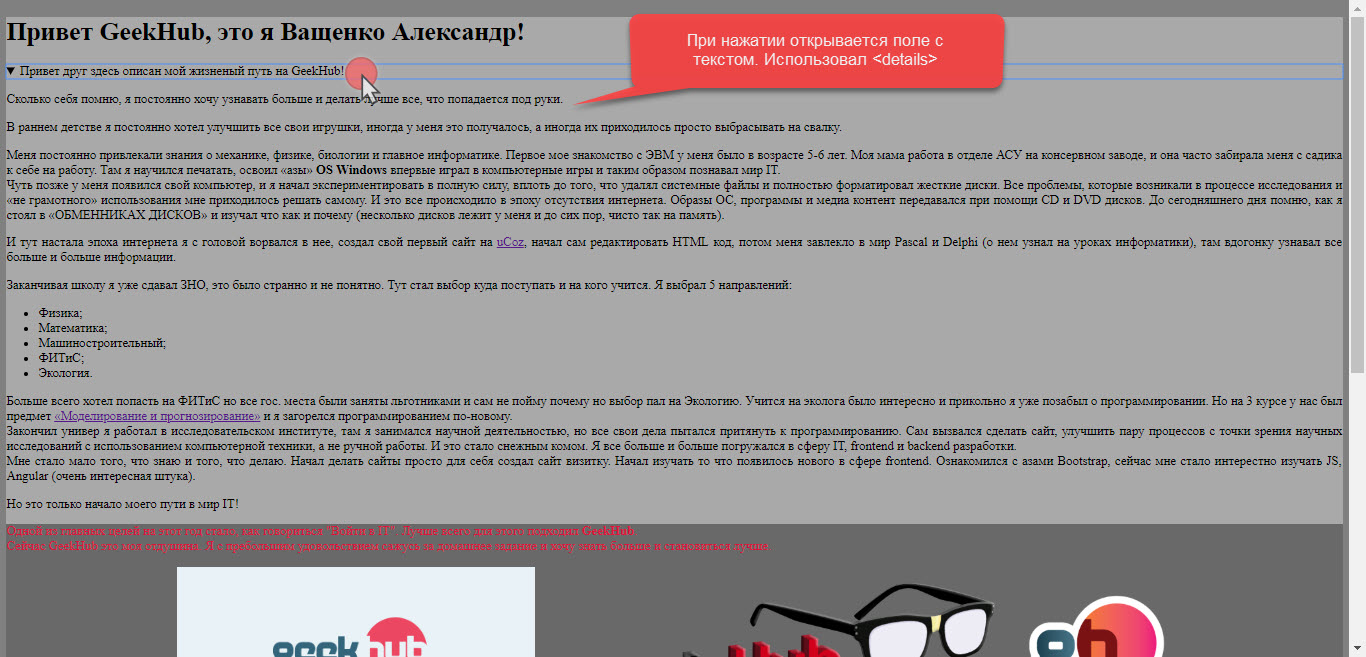 Привет GeekHub, это я Ващенко Александр!
При нажатии открывается поле с
текстом. Использовал <details>
▼ Привет друг здесь описан мой жизненый путь на GeekHub!
Сколько себя помню, я постоянно хочу узнавать больше и делать лучше все, что попадается под руки.
В раннем детстве я постоянно хотел улучшить все свои игрушки, иногда у меня это получалось, а иногда их приходилось просто выбрасывать на свалку.
Меня постоянно привлекали знания о механике, физике, биологии и главное информатике. Первое мое знакомство с ЭВМ у меня было в возрасте 5-6 лет. Моя мама работа в отделе АСУ на консервном заводе, и она часто забирала меня с садика
к себе на работу. Там я научился печатать, освоил «азы» OS Windows впервые играл в компьютерные игры и таким образом познавал мир IT.
Чуть позже у меня появился свой компьютер, и я начал экспериментировать в полную силу, вплоть до того, что удалял системные файлы и полностью форматировал жесткие диски. Все проблемы, которые возникали в процессе исследования и
«не грамотного» использования мне приходилось решать самому. И это все происходило в эпоху отсутствия интернета. Образы ОС, программы и медиа контент передавался при помощи CD и DVD дисков. До сегодняшнего дня помню, как я
стоял в «ОБМЕННИКАХ ДИСКОВ» и изучал что как и почему (несколько дисков лежит у меня и до сих пор, чисто так на память).
И тут настала эпоха интернета я с головой ворвался в нее, создал свой первый сайт на uCoz, начал сам редактировать HTML код, потом меня завлекло в мир Pascal и Delphi (о нем узнал на уроках информатики), там вдогонку узнавал все
больше и больше информации.
Заканчивая школу я уже сдавал ЗНО, это было странно и не понятно. Тут стал выбор куда поступать и на кого учится. Я выбрал 5 направлений:
• Физика;
• Математика;
• Машиностроительный;
• ФИТиС;
• Экология.
Больше всего хотел попасть на ФИТиС но все гос. места были заняты льготниками и сам не пойму почему но выбор пал на Экологию. Учится на эколога было интересно и прикольно я уже позабыл о программировании. Но на 3 курсе у нас был
предмет «Моделирование и прогнозирование» и я загорелся программированием по-новому.
Закончил универ я работал в исследовательском институте, там я занимался научной деятельностью, но все свои дела пытался притянуть к программированию. Сам вызвался сделать сайт, улучшить пару процессов с точки зрения научных
исследований с использованием компьютерной техники, а не ручной работы. И это стало снежным комом. Я все больше и больше погружался в сферу IT, frontend и backend разработки.
Мне стало мало того, что знаю и того, что делаю. Начал делать сайты просто для себя создал сайт визитку. Начал изучать то что появилось нового в сфере frontend. Ознакомился с азами Bootstrap, сейчас мне стало интерестно изучать JS,
Angular (очень интересная штука).
Но это только начало моего пути в мир IT!
Одной из главных целей на этот год стало, как говориться "Войти в IT". Лучше всего для этого подходил GeekHub.
Сейчас GeekHub это моя отдушина. Я с превеликим удовольствием сажусь за домашнее задание и хочу знать больше и становиться лучше
geek hub
gh